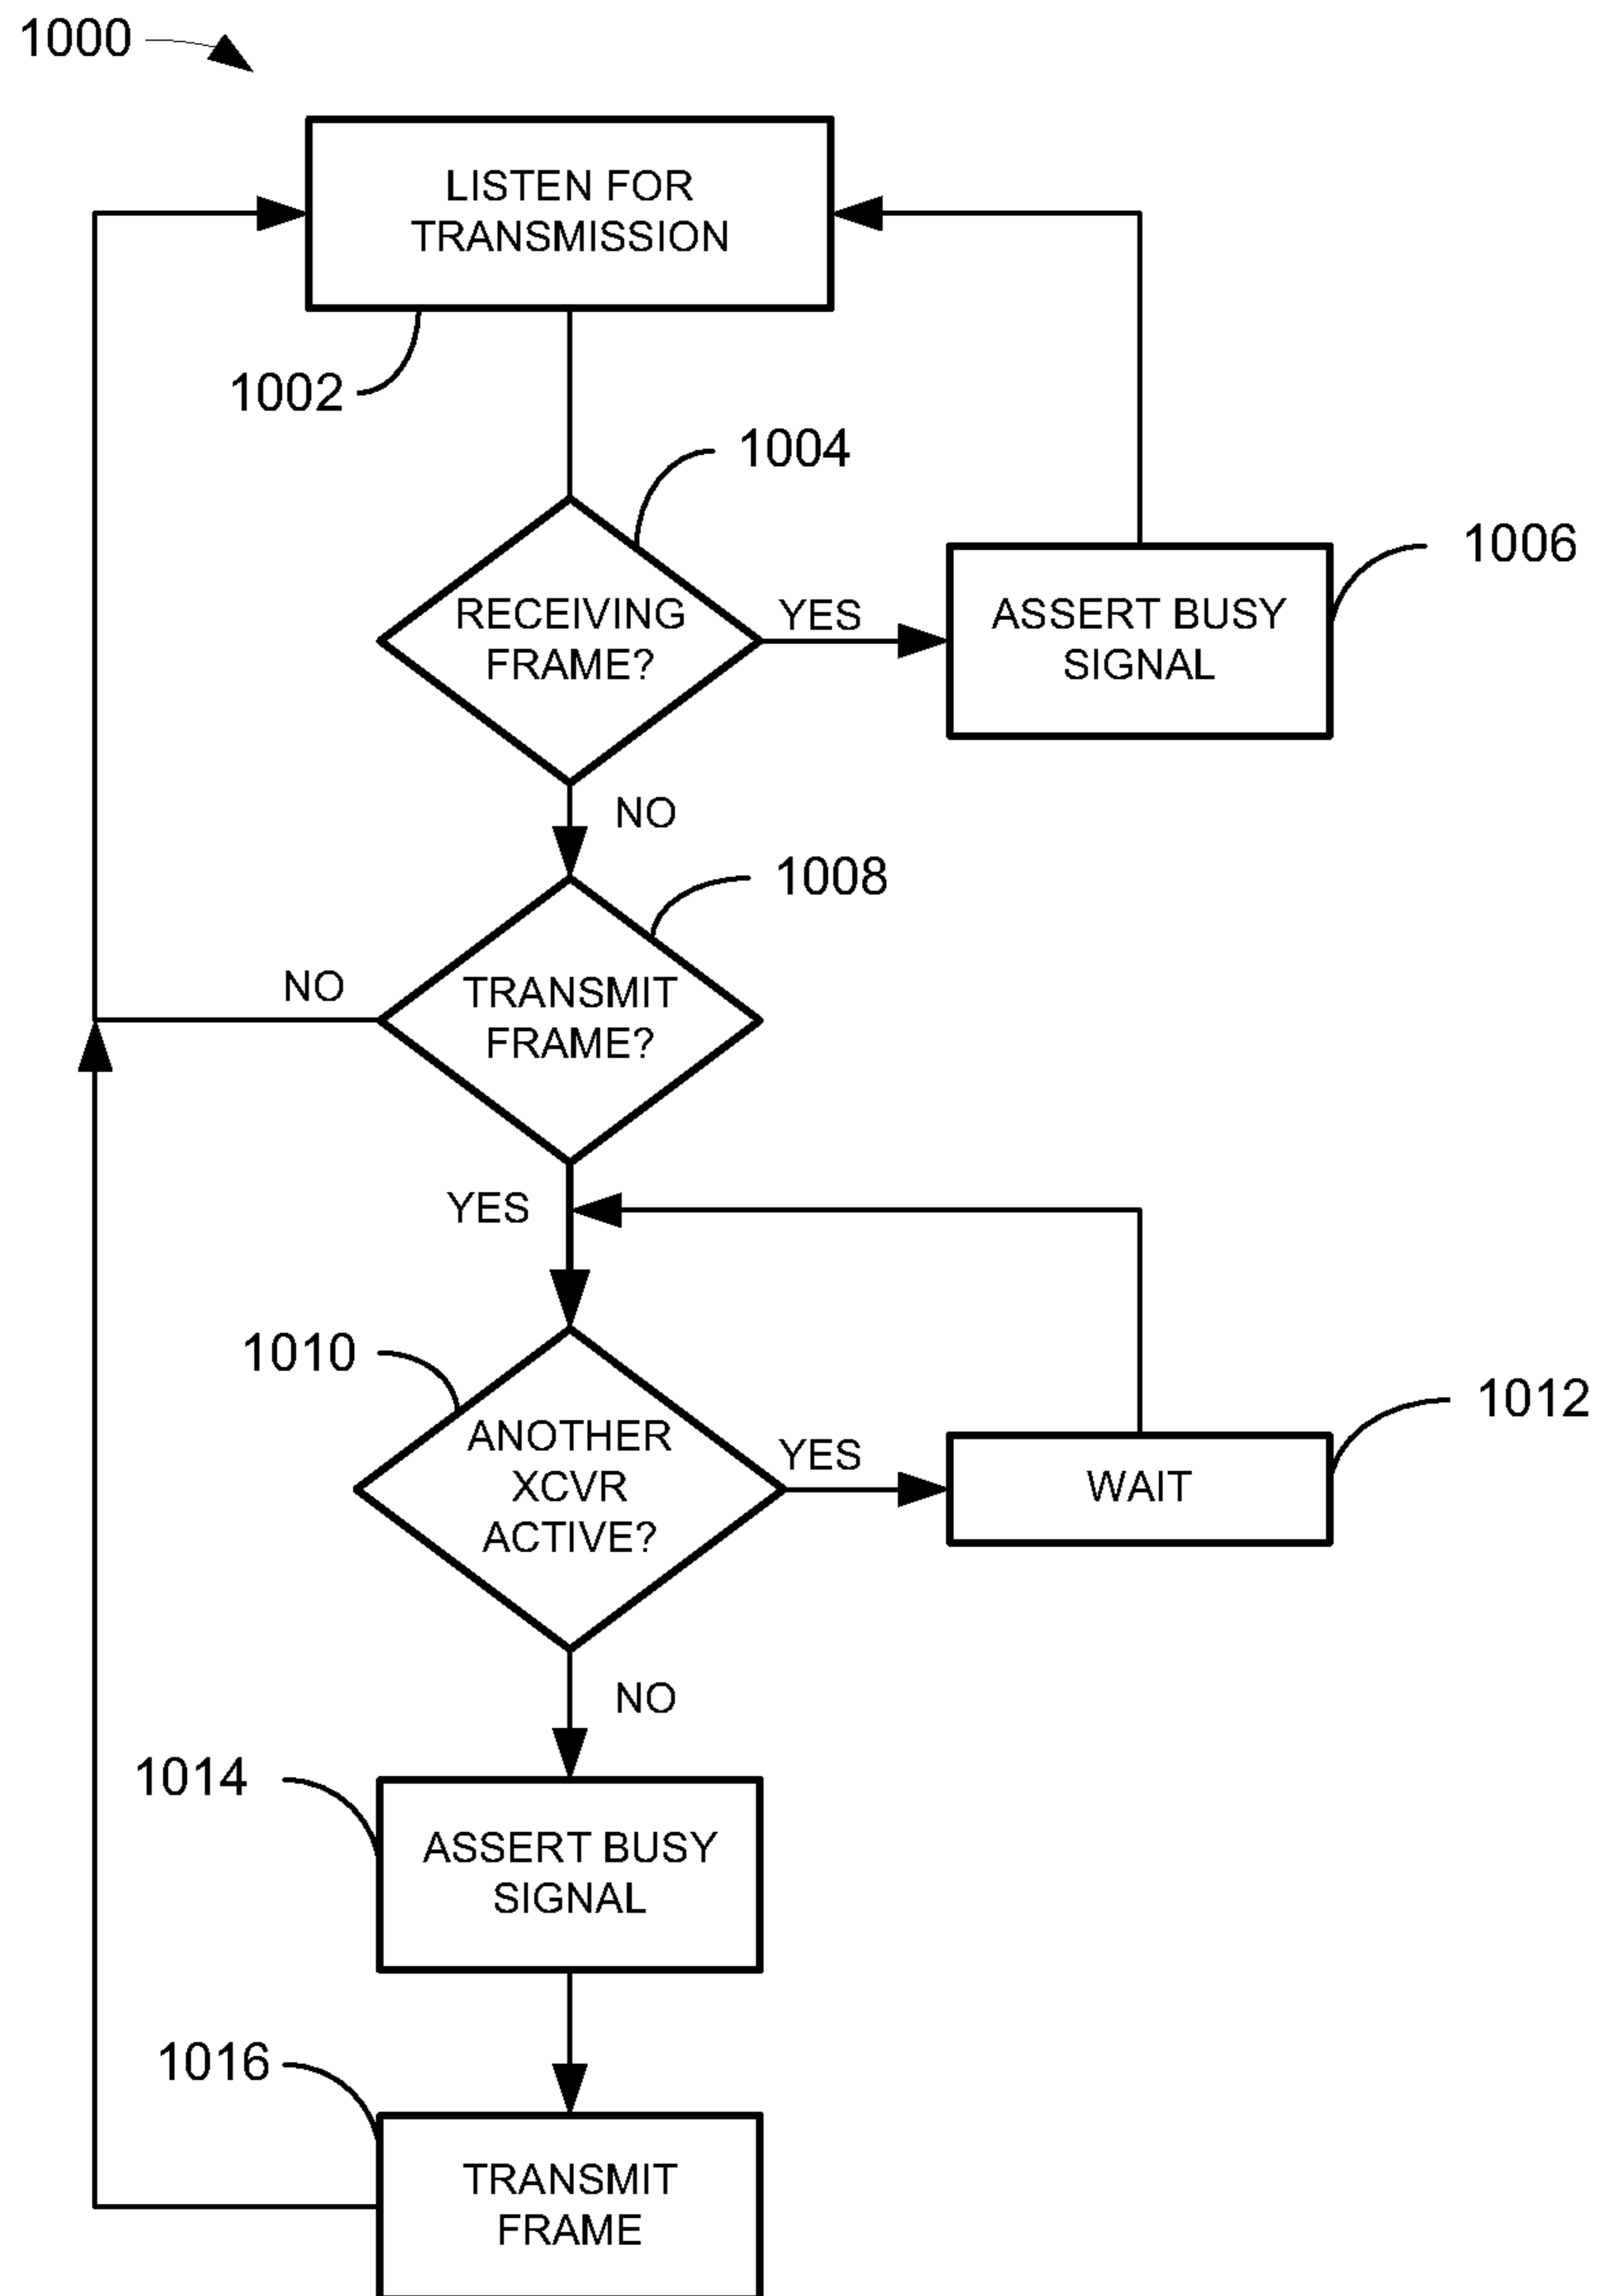 1000
LISTEN FOR
TRANSMISSION
1002
1004
RECEIVING
FRAME?
YES
ASSERT BUSY
SIGNAL
1006
NO
1008
TRANSMIT
FRAME?
NO
YES
1010
ANOTHER
XCVR
ACTIVE?
YES
WAIT
1012
NO
1014
ASSERT BUSY
SIGNAL
1016
TRANSMIT
FRAME